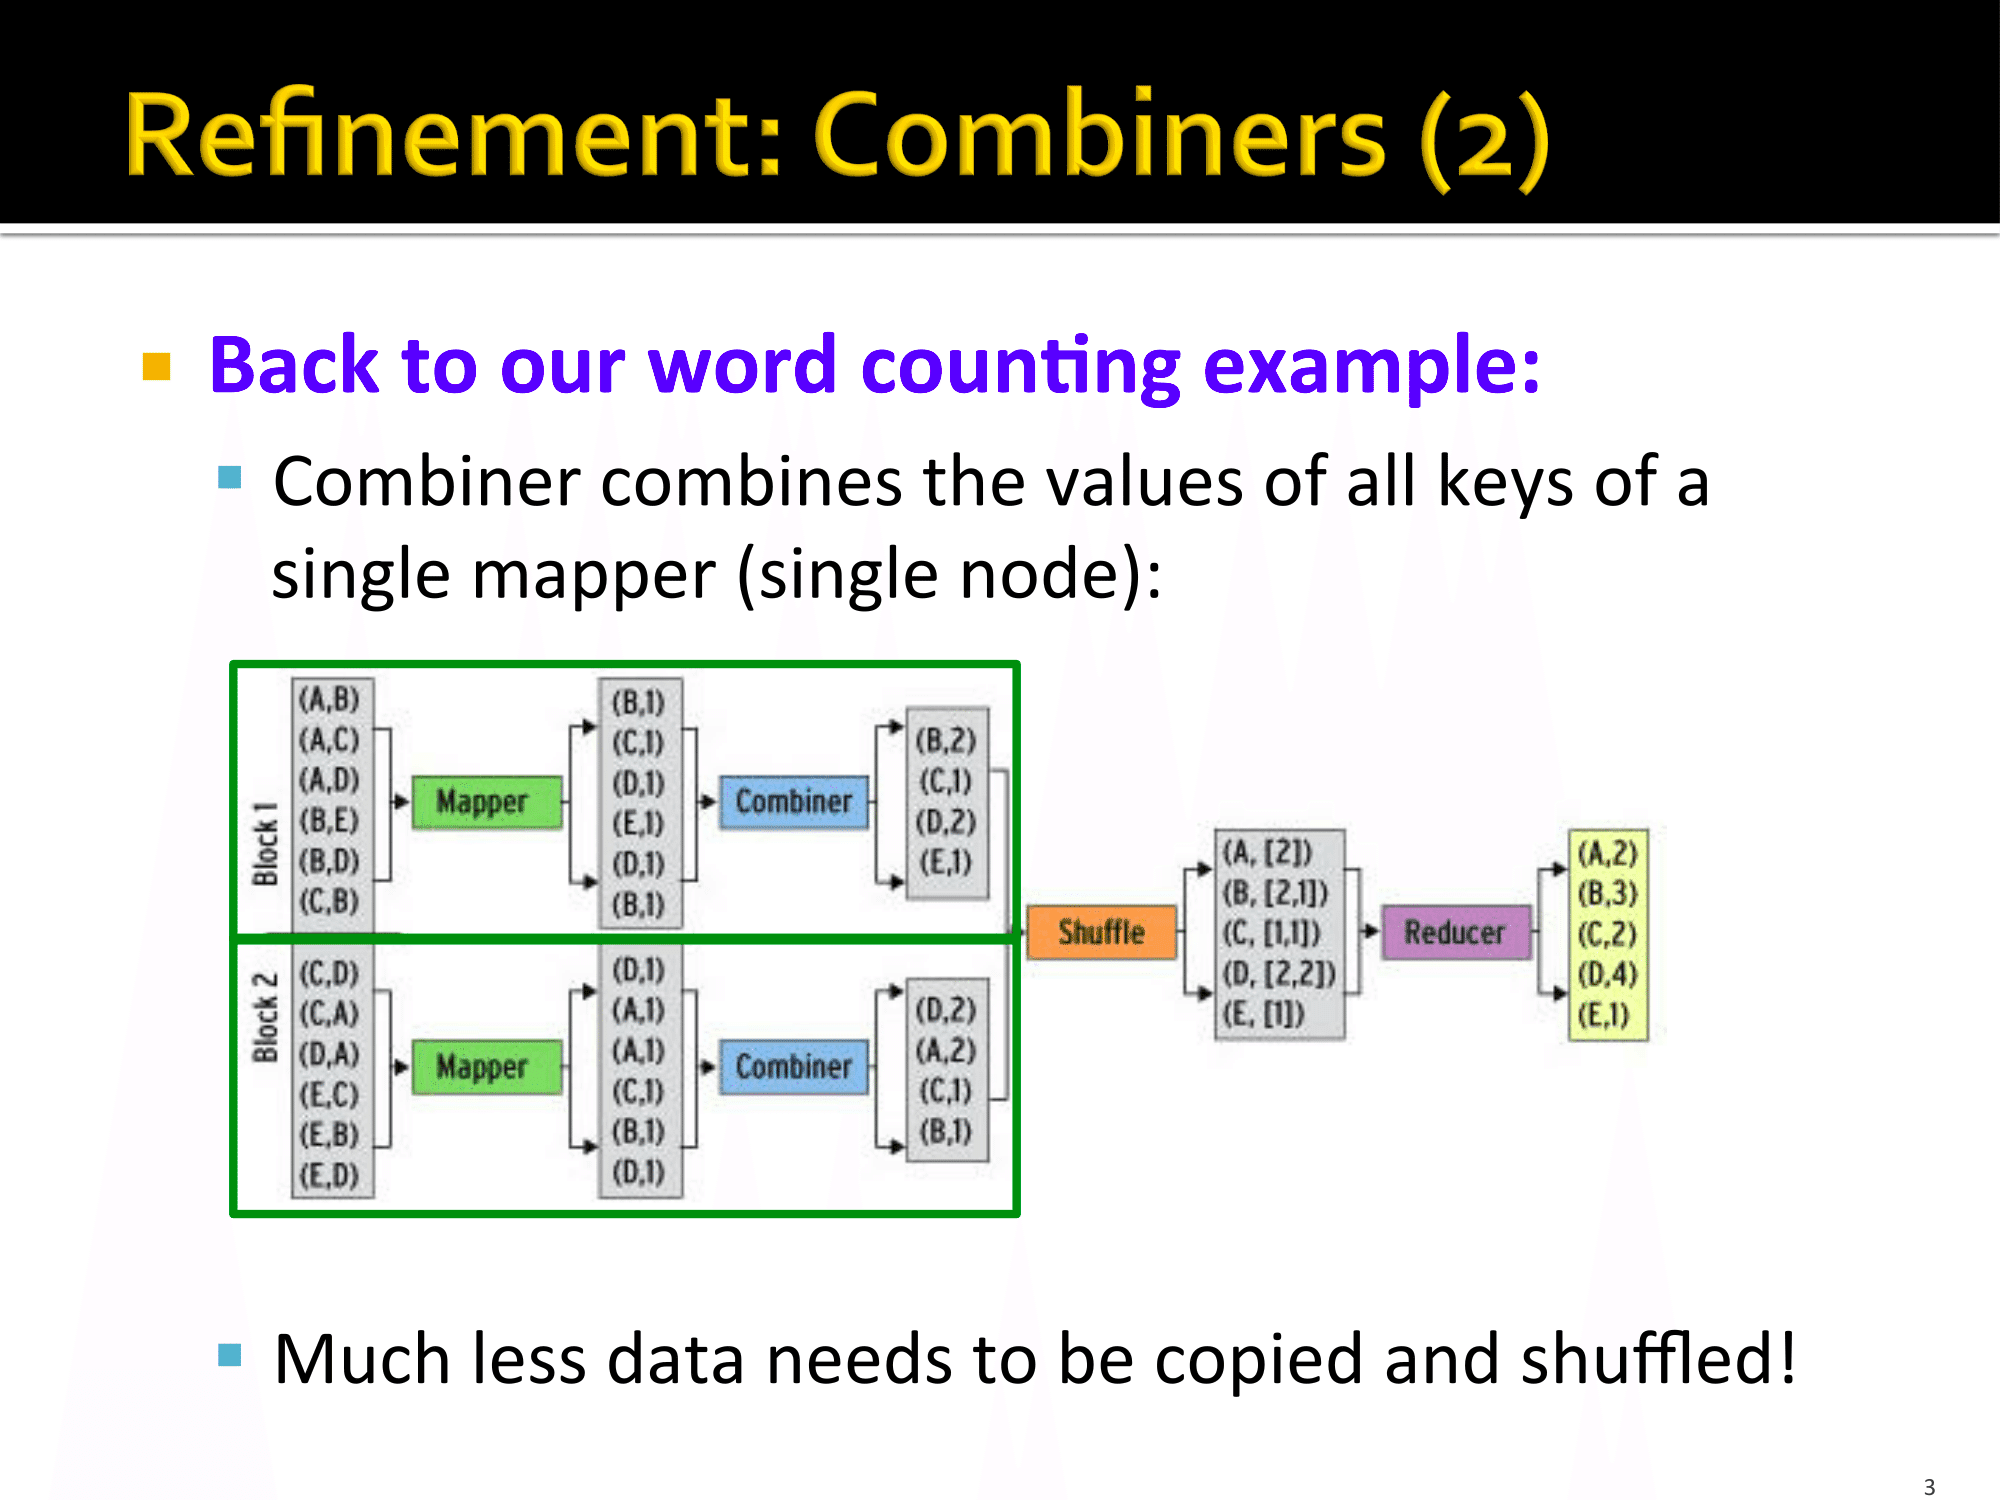 Refinement: Combiners (2)
Back to our word counting example:
Combiner combines the values of all keys of a
single mapper (single node):
Block 1
(A,B)
(A,C)
(A,D)
(B,E)
(B,D)
(C,B)
Mapper
(B,1)
(C,1)
(D,1)
(E,1)
(D,1)
(B,1)
Combiner
(B,2)
(C,1)
(D,2)
(E,1)
Block 2
(C,D)
(C,A)
(D,A)
(E,C)
(E,B)
(E,D)
Mapper
(D,1)
(A,1)
(A,1)
(C,1)
(B,1)
(D,1)
Combiner
(D,2)
(A,2)
(C,1)
(B,1)
Shuffle
(A, [2])
(B, [2,1])
(C, [1,1])
(D, [2,2])
(E, [1])
Reducer
(A,2)
(B,3)
(C,2)
(D,4)
(E,1)
Much less data needs to be copied and shuffled!
3